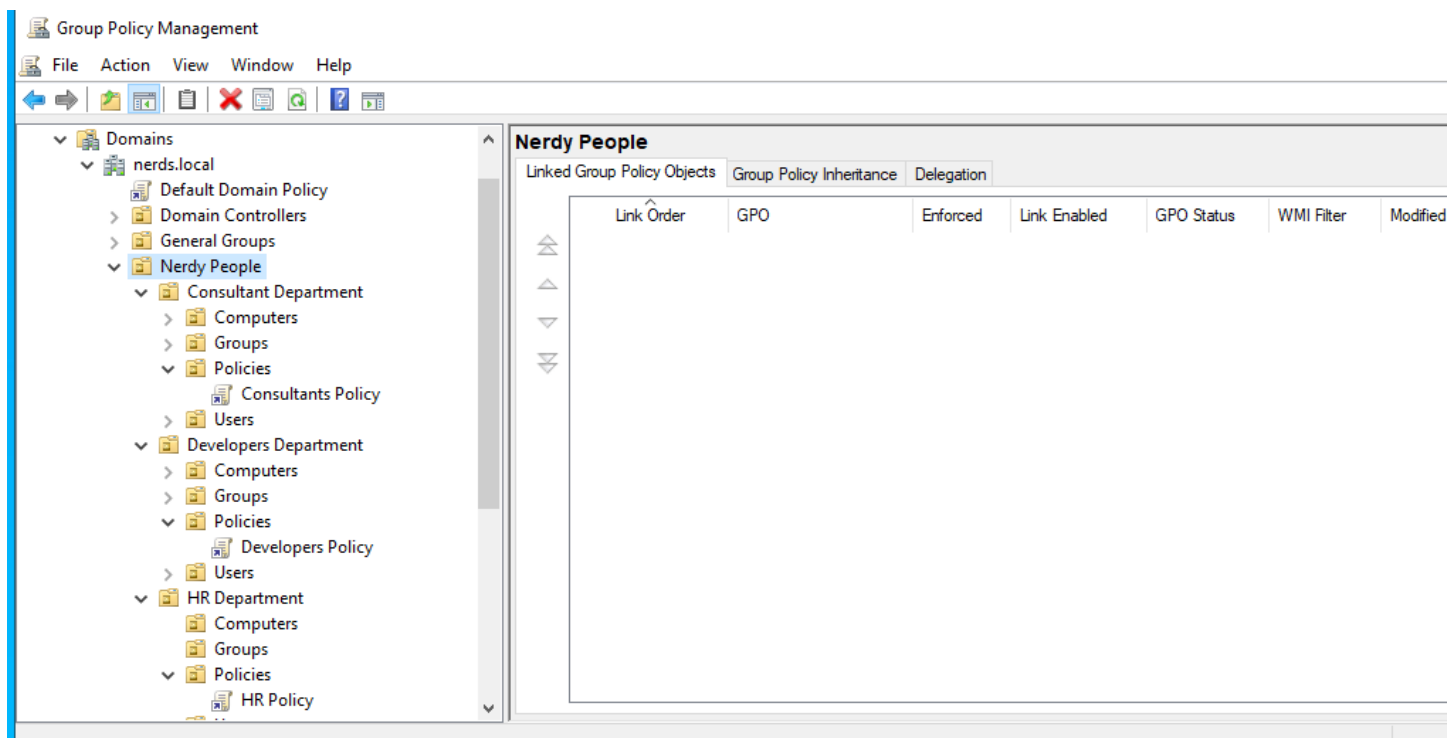 Group Policy Management
File Action View Window Help
Domains
nerds.local
Default Domain Policy
Domain Controllers
General Groups
Nerdy People
Consultant Department
Computers
Groups
Policies
Consultants Policy
Users
Developers Department
Computers
Groups
Policies
Developers Policy
Users
HR Department
Computers
Groups
Policies
HR Policy
Nerdy People
Linked Group Policy Objects Group Policy Inheritance Delegation
Link Order GPO Enforced Link Enabled GPO Status WMI Filter Modified